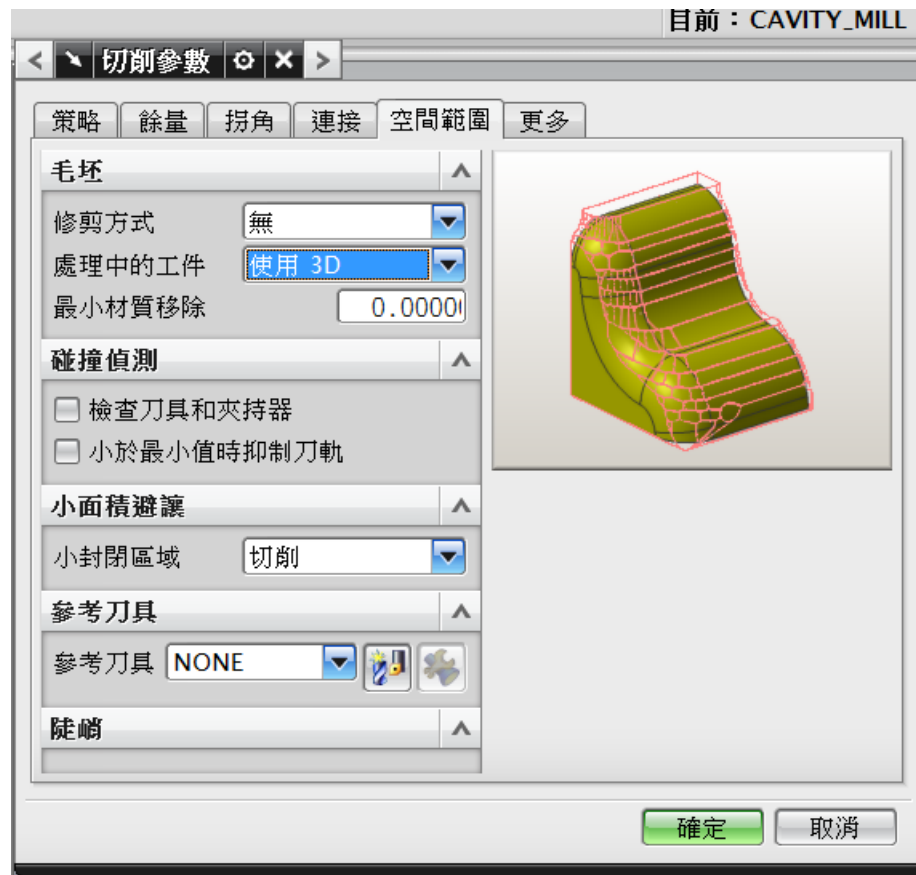 目前：CAVITY_MILL
切削參數
策略 餘量 拐角 連接 空間範圍 更多
毛坯
修剪方式 無
處理中的工件 使用 3D
最小材質移除 0.0000
碰撞偵測
檢查刀具和夾持器
小於最小值時抑制刀軌
小面積避讓
小封閉區域 切削
參考刀具
參考刀具 NONE
陡峭
確定 取消